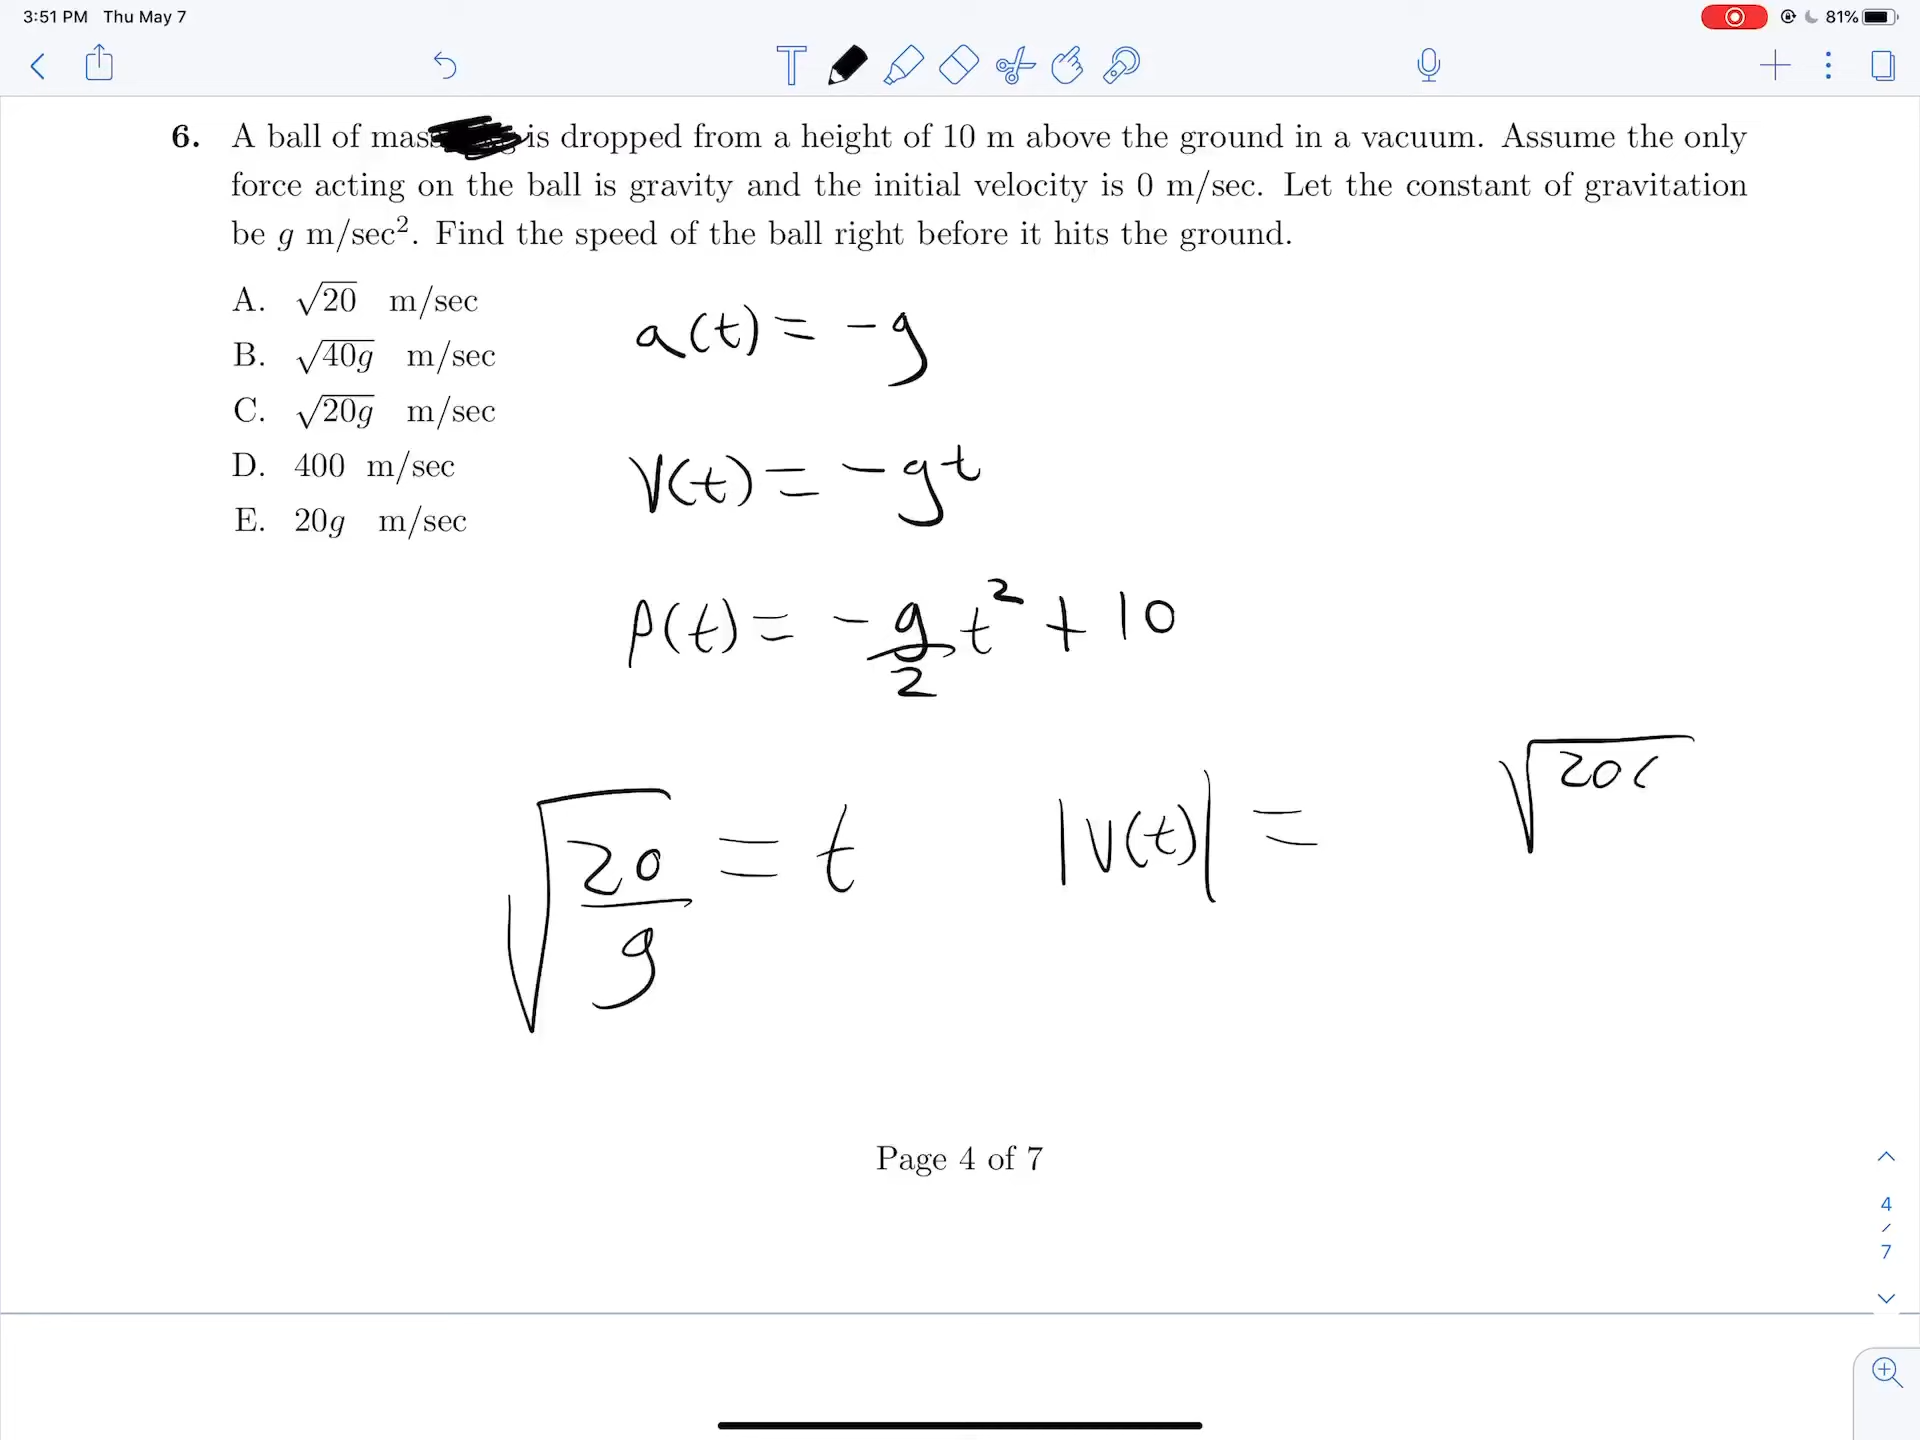 3:51 PM Thu May 7
81%
6. A ball of is dropped from a height of 10 m above the ground in a vacuum. Assume the only
force acting on the ball is gravity and the initial velocity is 0 m/sec. Let the constant of gravitation
be g m/sec². Find the speed of the ball right before it hits the ground.
A. √20 m/sec
B. √40g m/sec
C. √20g m/sec
D. 400 m/sec
E. 20g m/sec
a(t) = -g
v(t) = -gt
p(t) = -g/2 t² + 10
√(20/g) = t
|v(t)| = √20
Page 4 of 7
4
/
7